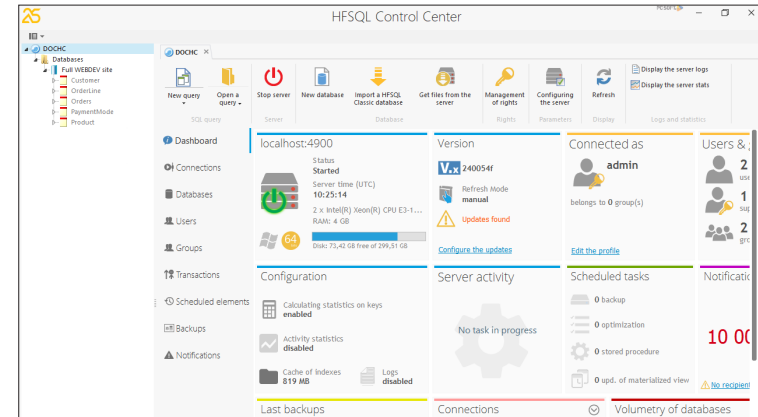 HFSQL Control Center
DOCHC
Databases
Full WEBDEV site
Customer
OrderLine
Orders
PaymentMode
Product
DOCHC ×
New query
Open a query
Stop server
New database
Import a HFSQL Classic database
Get files from the server
Management of rights
Configuring the server
Refresh
Display the server logs
Display the server stats
SQL query
Server
Database
Rights
Parameters
Display
Logs and statistics
Dashboard
Connections
Databases
Users
Groups
Transactions
Scheduled elements
Backups
Notifications
localhost:4900
Status
Started
Server time (UTC)
10:25:14
2 x Intel(R) Xeon(R) CPU E3-1...
RAM: 4 GB
64
Disk: 73,42 GB free of 299,51 GB
Version
V.x 240054f
Refresh Mode
manual
Updates found
Configure the updates
Connected as
admin
belongs to 0 group(s)
Edit the profile
Users &
2
use
1
sup
2
gro
Configuration
Calculating statistics on keys
enabled
Activity statistics
disabled
Cache of indexes
819 MB
Logs
disabled
Server activity
No task in progress
Scheduled tasks
0 backup
0 optimization
0 stored procedure
0 upd. of materialized view
Notificatio
10 00
No recipient
Last backups
Connections
Volumetry of databases